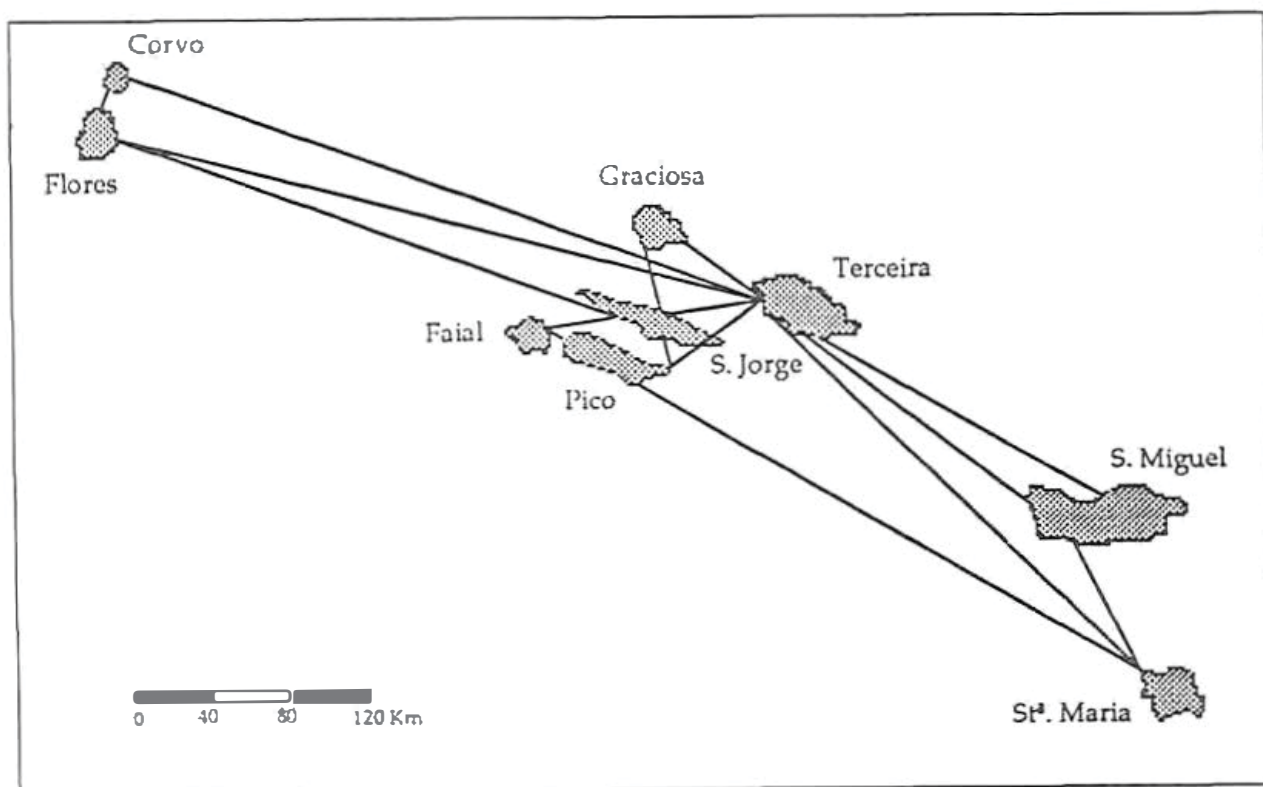 Corvo
Flores
Graciosa
Terceira
Faial
S. Jorge
Pico
S. Miguel
Stª. Maria
0 40 80 120 Km